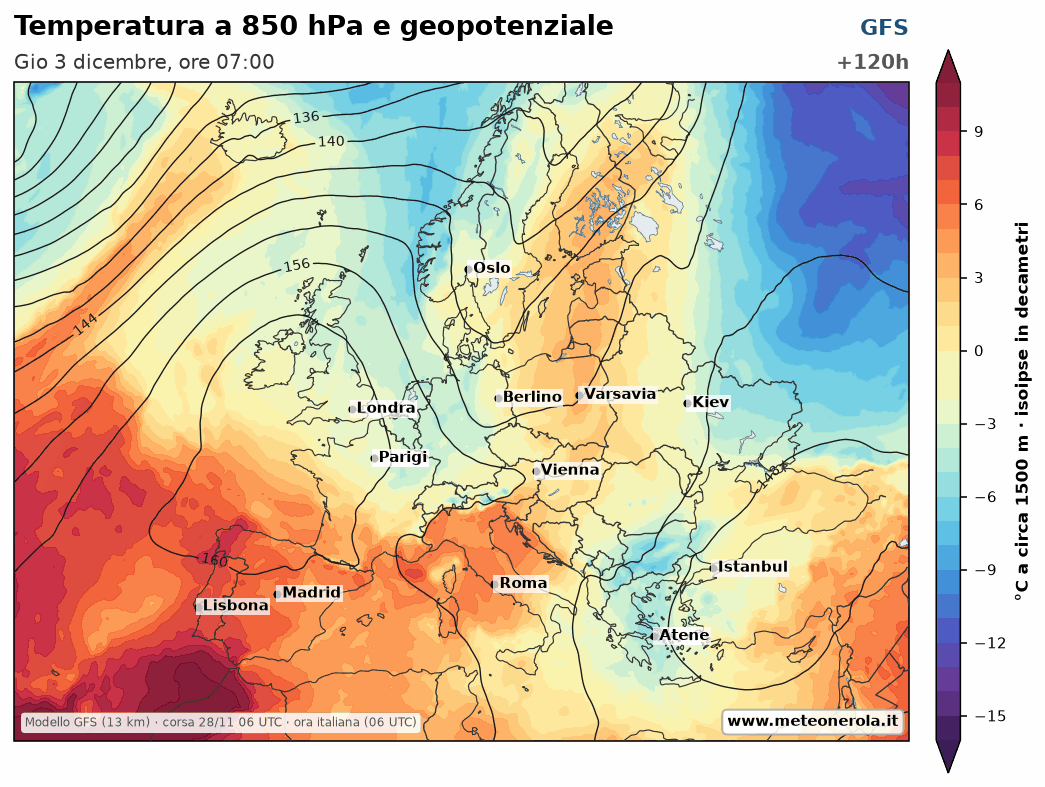 Temperatura a 850 hPa e geopotenziale
GFS
Gio 3 dicembre, ore 07:00
+120h
136
140
156
144
160
Oslo
Londra
Berlino
Varsavia
Kiev
Parigi
Vienna
Istanbul
Roma
Madrid
Lisbona
Atene
Modello GFS (13 km) · corsa 28/11 06 UTC · ora italiana (06 UTC)
www.meteonerola.it
9
6
3
0
−3
−6
−9
−12
−15
°C a circa 1500 m · isoipse in decametri